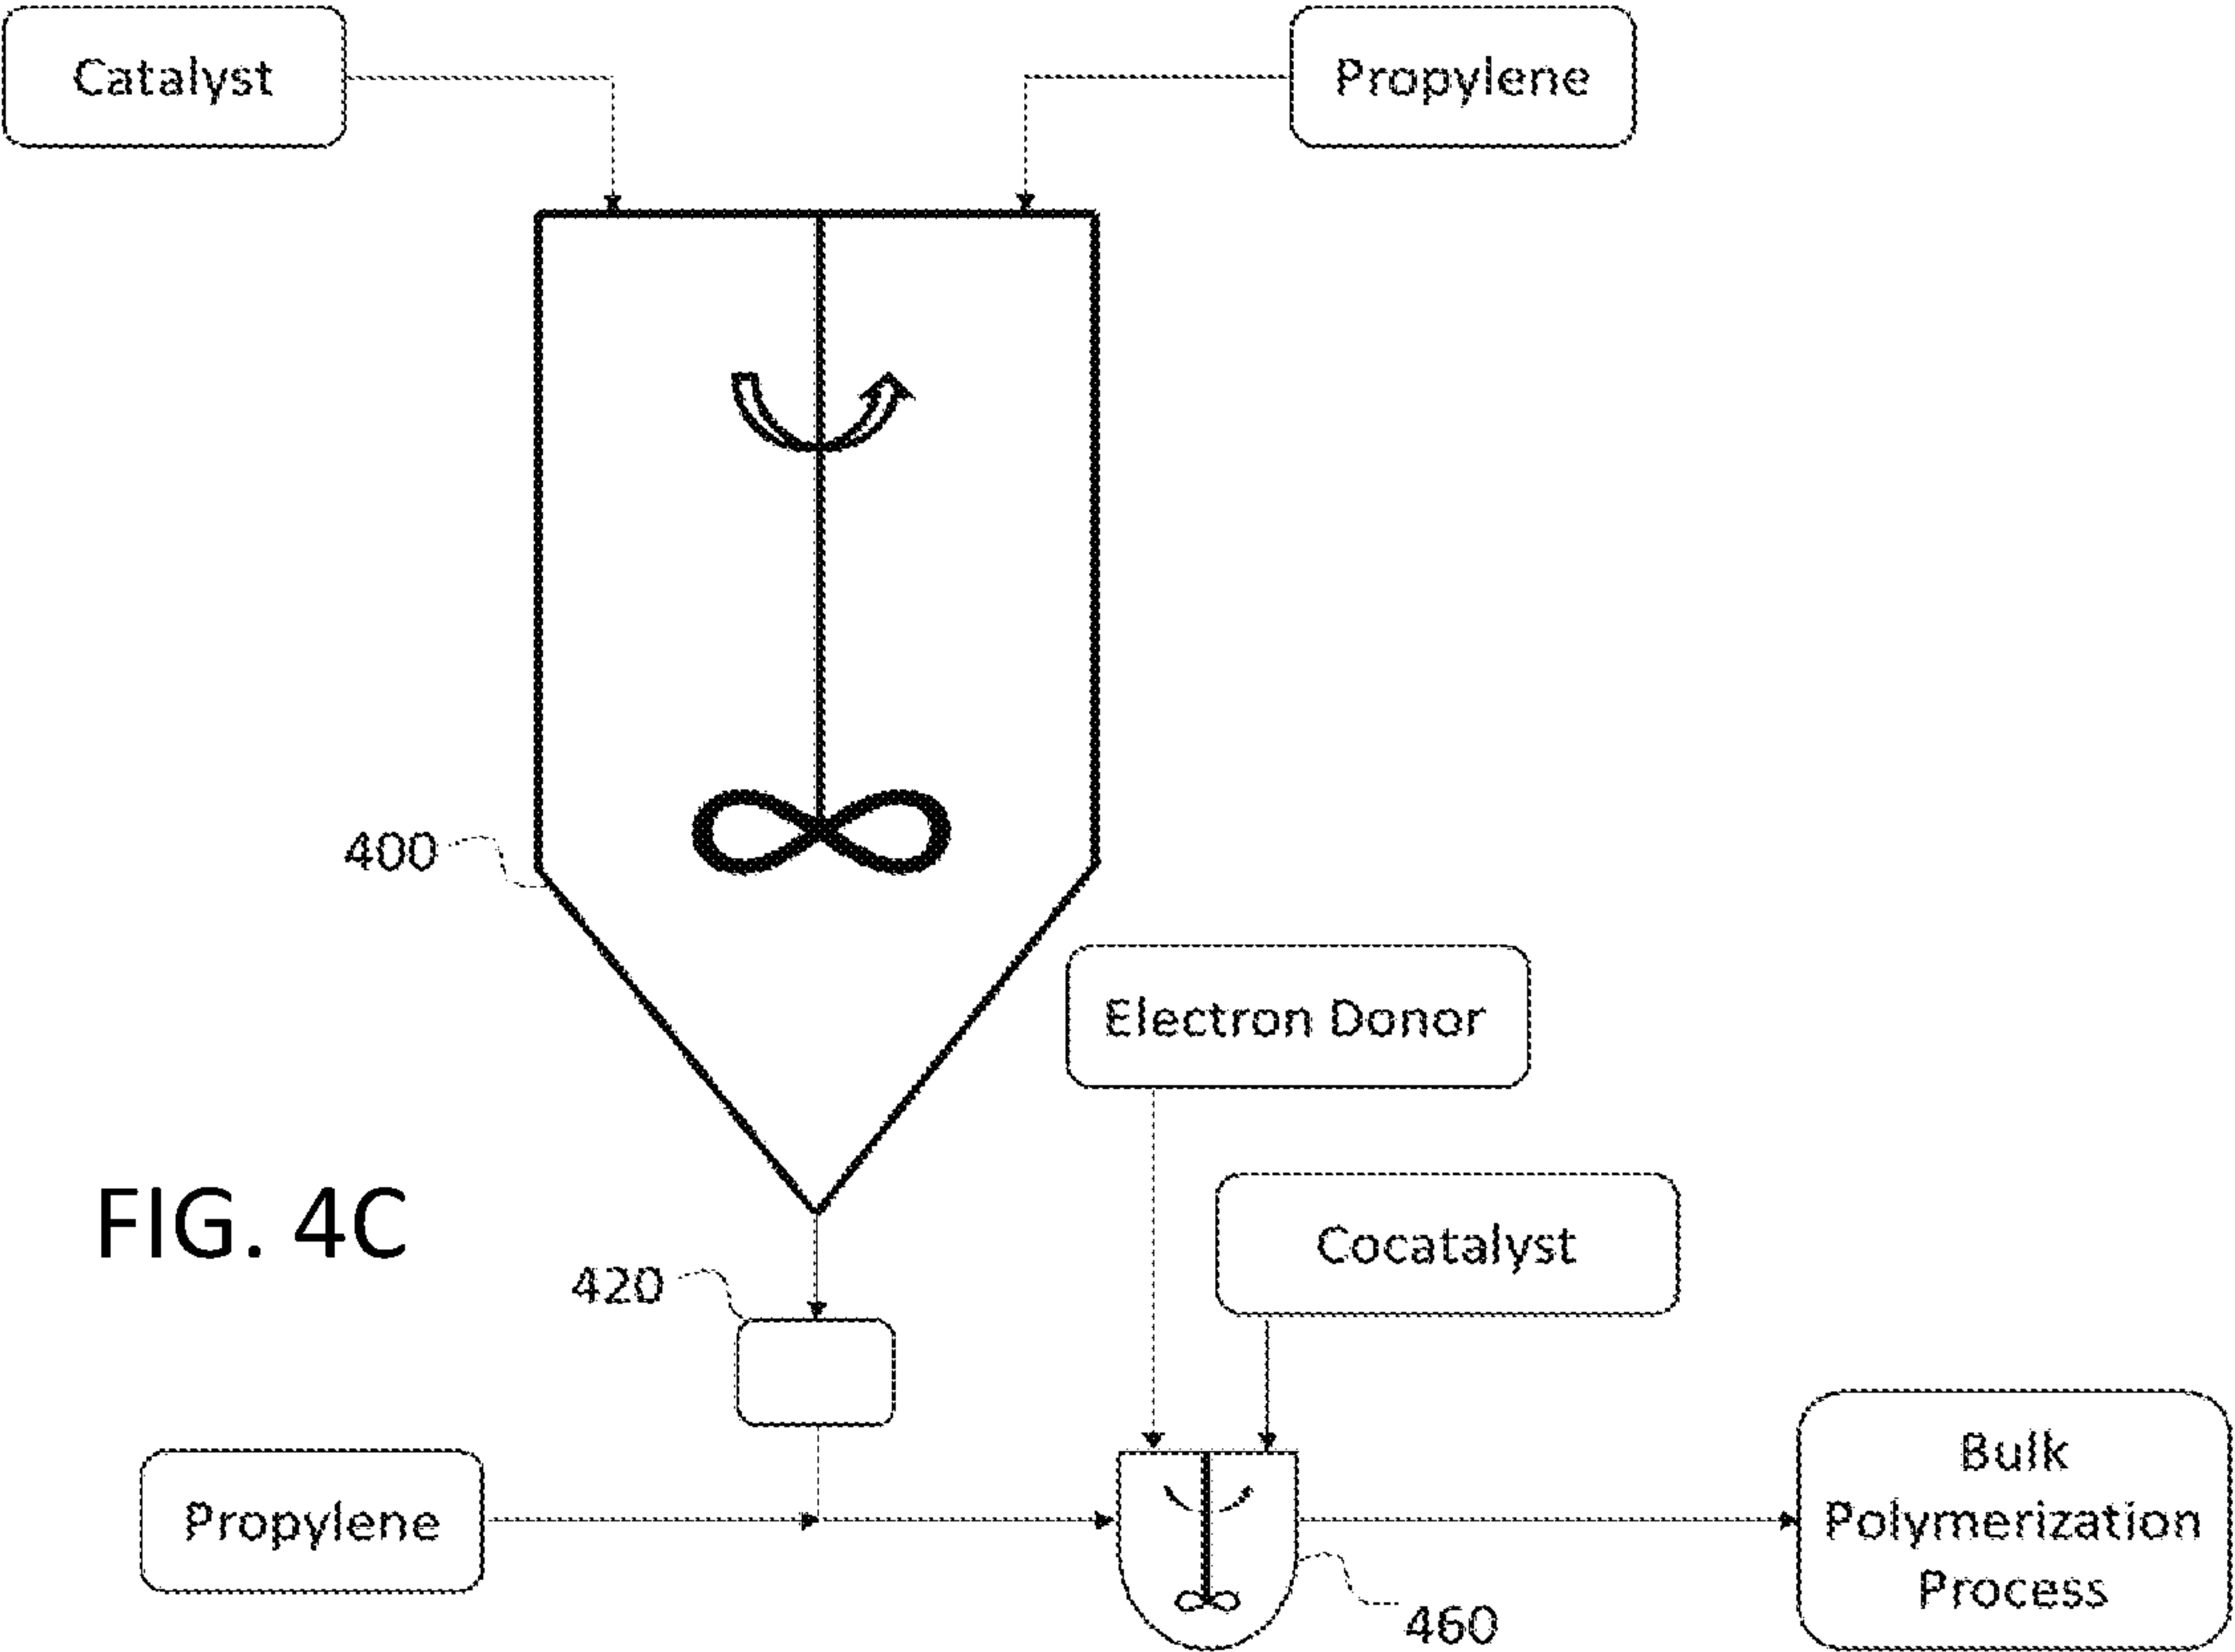 Catalyst
Propylene
400
Electron Donor
FIG. 4C
Cocatalyst
420
Propylene
Bulk
Polymerization
Process
460